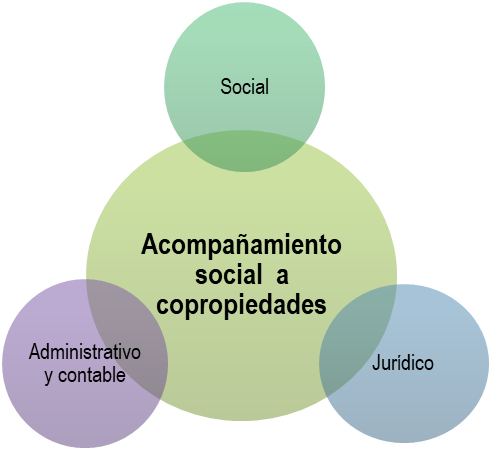 Social
Acompañamiento
social a
copropiedades
Administrativo
y contable
Jurídico